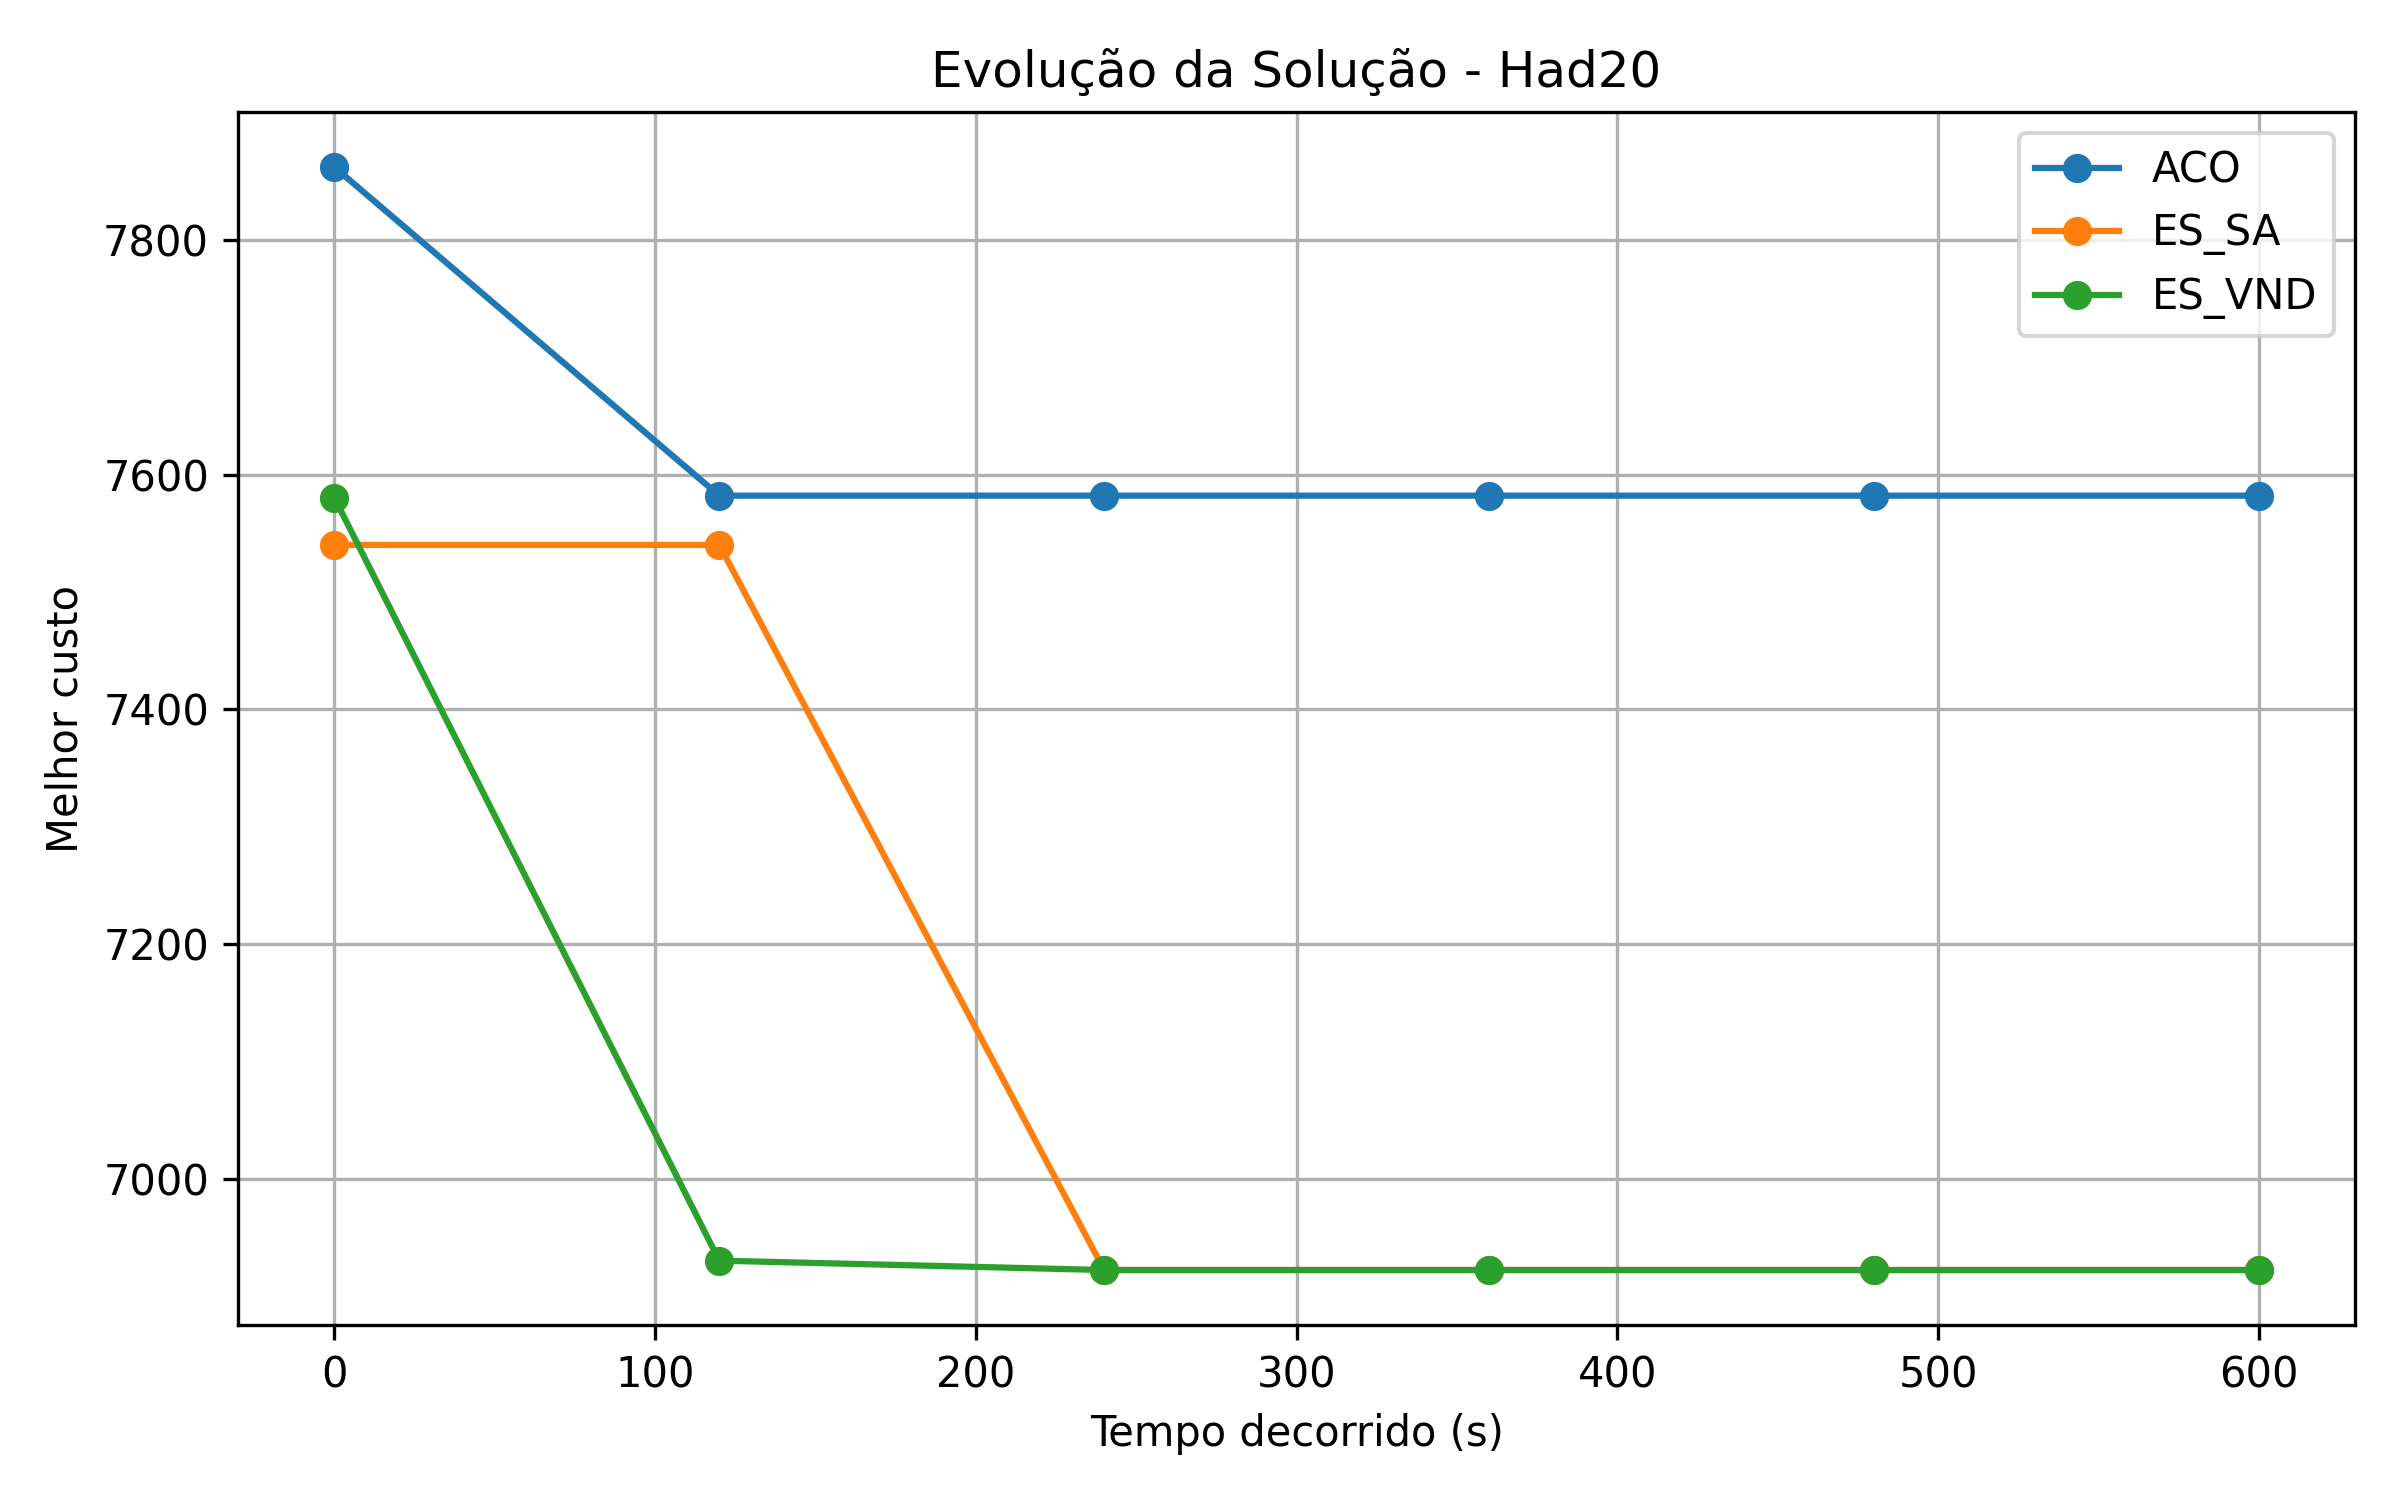 Evolução da Solução - Had20
ACO
ES_SA
ES_VND
Melhor custo
7800
7600
7400
7200
7000
0 100 200 300 400 500 600
Tempo decorrido (s)